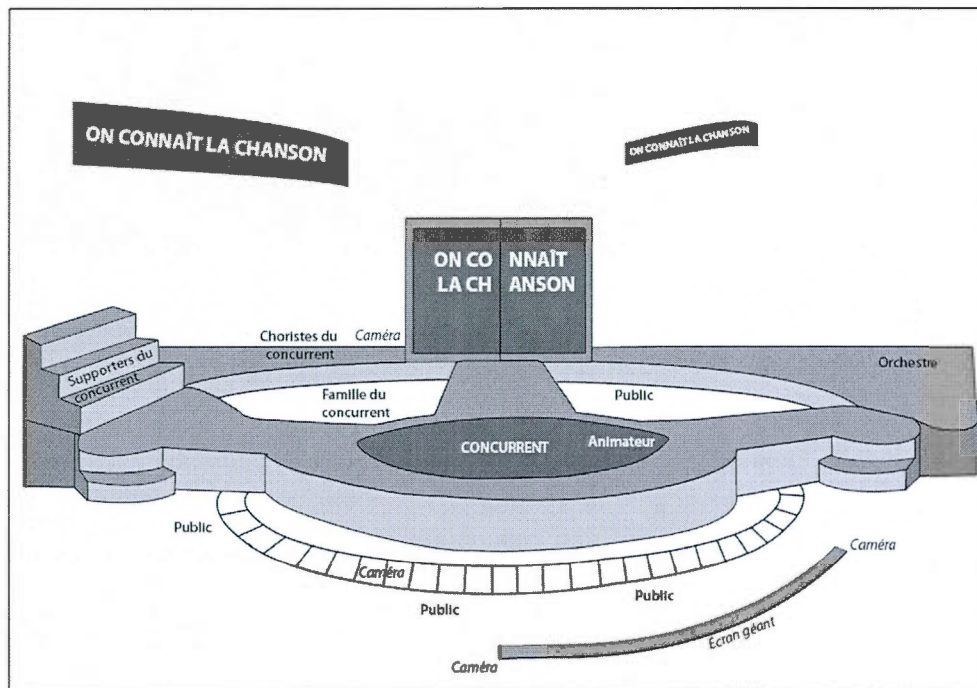 ON CONNAÎT LA CHANSON
ON CONNAÎT LA CHANSON
ON CO NNAÎT
LA CH ANSON
Choristes du
concurrent
Caméra
Supporters du
concurrent
Orchestre
Famille du
concurrent
Public
CONCURRENT
Animateur
Public
Caméra
Public
Public
Caméra
Écran géant
Caméra